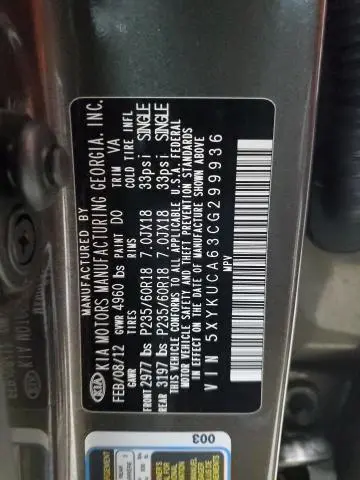 MANUFACTURED BY
KIA KIA MOTORS MANUFACTURING GEORGIA, INC.
FEB/08/12 GVWR 4960 lbs PAINT D0 TRIM VA
GAWR TIRES RIMS COLD TIRE INFL
FRONT 2977 lbs P235/60R18 7.0JX18 33psi SINGLE
REAR 3197 lbs P235/60R18 7.0JX18 33psi SINGLE
THIS VEHICLE CONFORMS TO ALL APPLICABLE U.S.A. FEDERAL
MOTOR VEHICLE SAFETY AND THEFT PREVENTION STANDARDS
IN EFFECT ON THE DATE OF MANUFACTURE SHOWN ABOVE.
VIN 5XYKUCA63CG299936
MPV
003